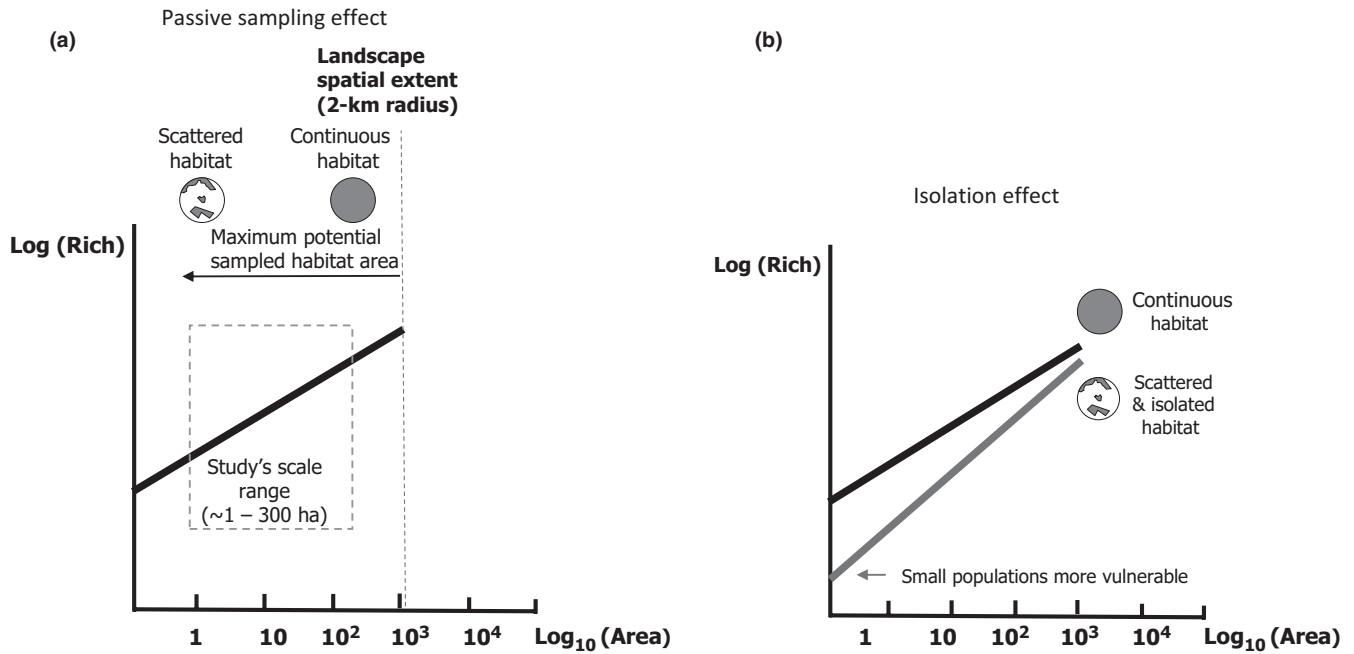 Passive sampling effect
(a)
Landscape
spatial extent
(2-km radius)
Scattered
habitat
Continuous
habitat
Log (Rich)
Maximum potential
sampled habitat area
Study's scale
range
(~1 – 300 ha)
1 10 10² 10³ 10⁴ Log₁₀ (Area)
(b)
Isolation effect
Log (Rich)
Continuous
habitat
Scattered
& isolated
habitat
Small populations more vulnerable
1 10 10² 10³ 10⁴ Log₁₀ (Area)